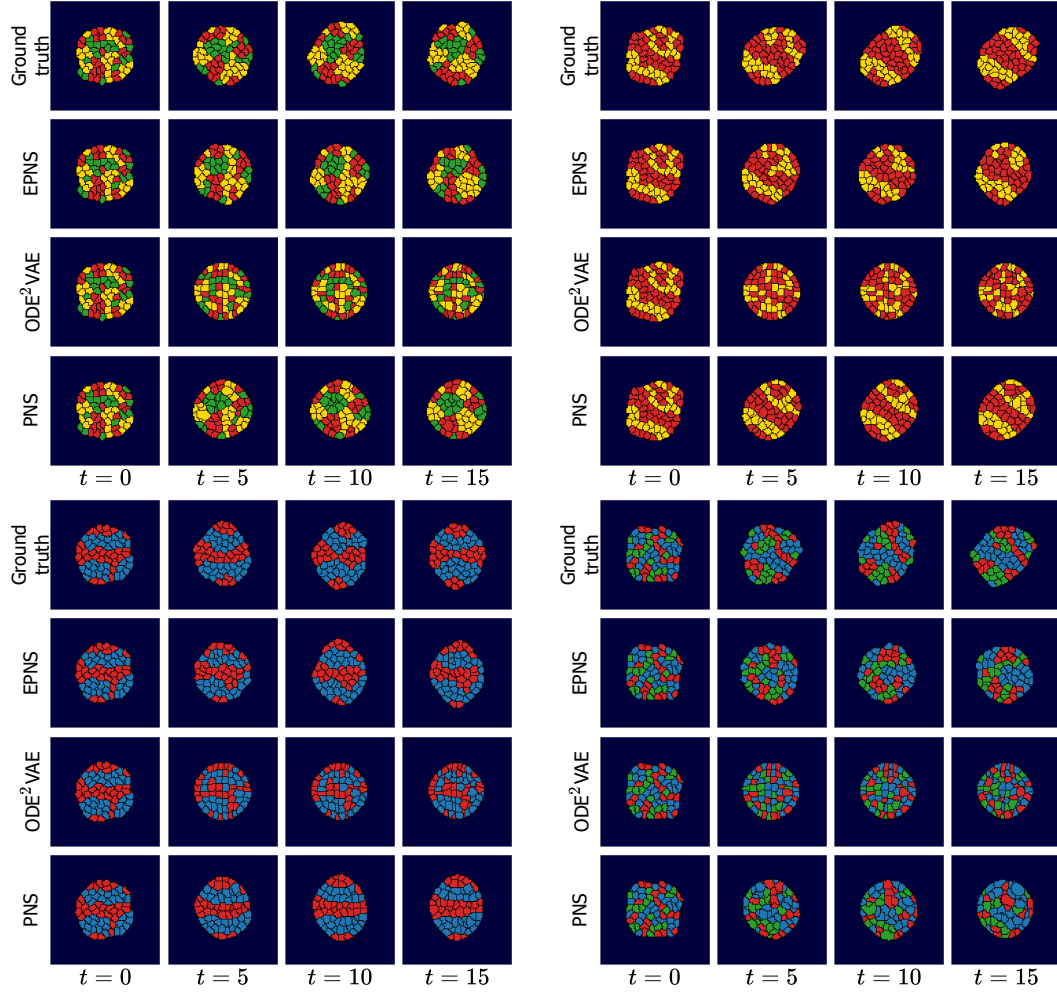 Ground
truth
EPNS
ODE²VAE
PNS
t = 0
t = 5
t = 10
t = 15
Ground
truth
EPNS
ODE²VAE
PNS
t = 0
t = 5
t = 10
t = 15
Ground
truth
EPNS
ODE²VAE
PNS
t = 0
t = 5
t = 10
t = 15
Ground
truth
EPNS
ODE²VAE
PNS
t = 0
t = 5
t = 10
t = 15